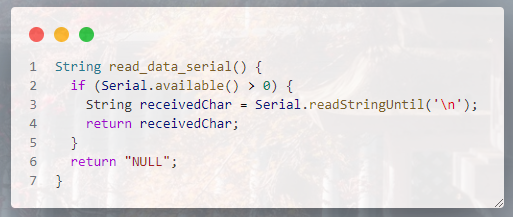 1 String read_data_serial() {
2   if (Serial.available() > 0) {
3     String receivedChar = Serial.readStringUntil('\n');
4     return receivedChar;
5   }
6   return "NULL";
7 }